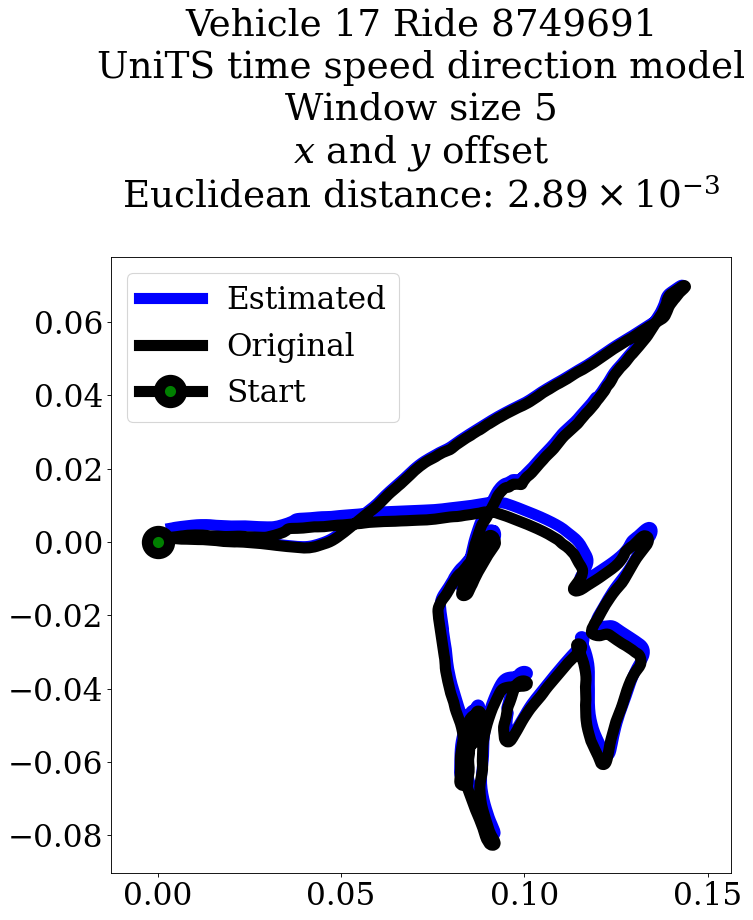 Vehicle 17 Ride 8749691
UniTS time speed direction model
Window size 5
x and y offset
Euclidean distance: 2.89 × 10⁻³
Estimated
Original
Start
0.06
0.04
0.02
0.00
−0.02
−0.04
−0.06
−0.08
0.00 0.05 0.10 0.15